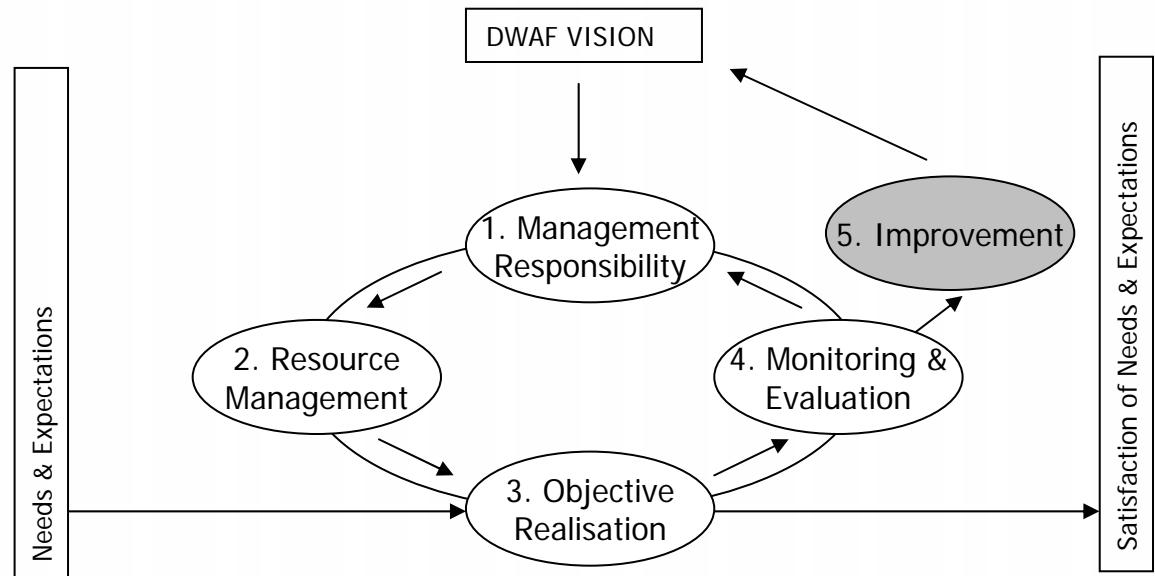 DWAF VISION
Needs & Expectations
1. Management
Responsibility
5. Improvement
2. Resource
Management
4. Monitoring &
Evaluation
3. Objective
Realisation
Satisfaction of Needs & Expectations